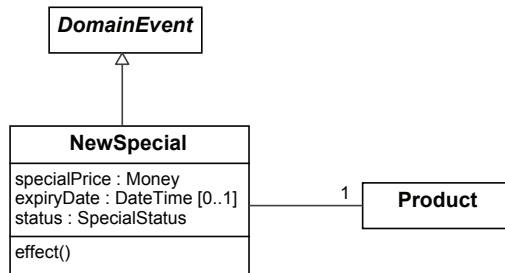 DomainEvent
NewSpecial
specialPrice : Money
expiryDate : DateTime [0..1]
status : SpecialStatus
effect()
1
Product